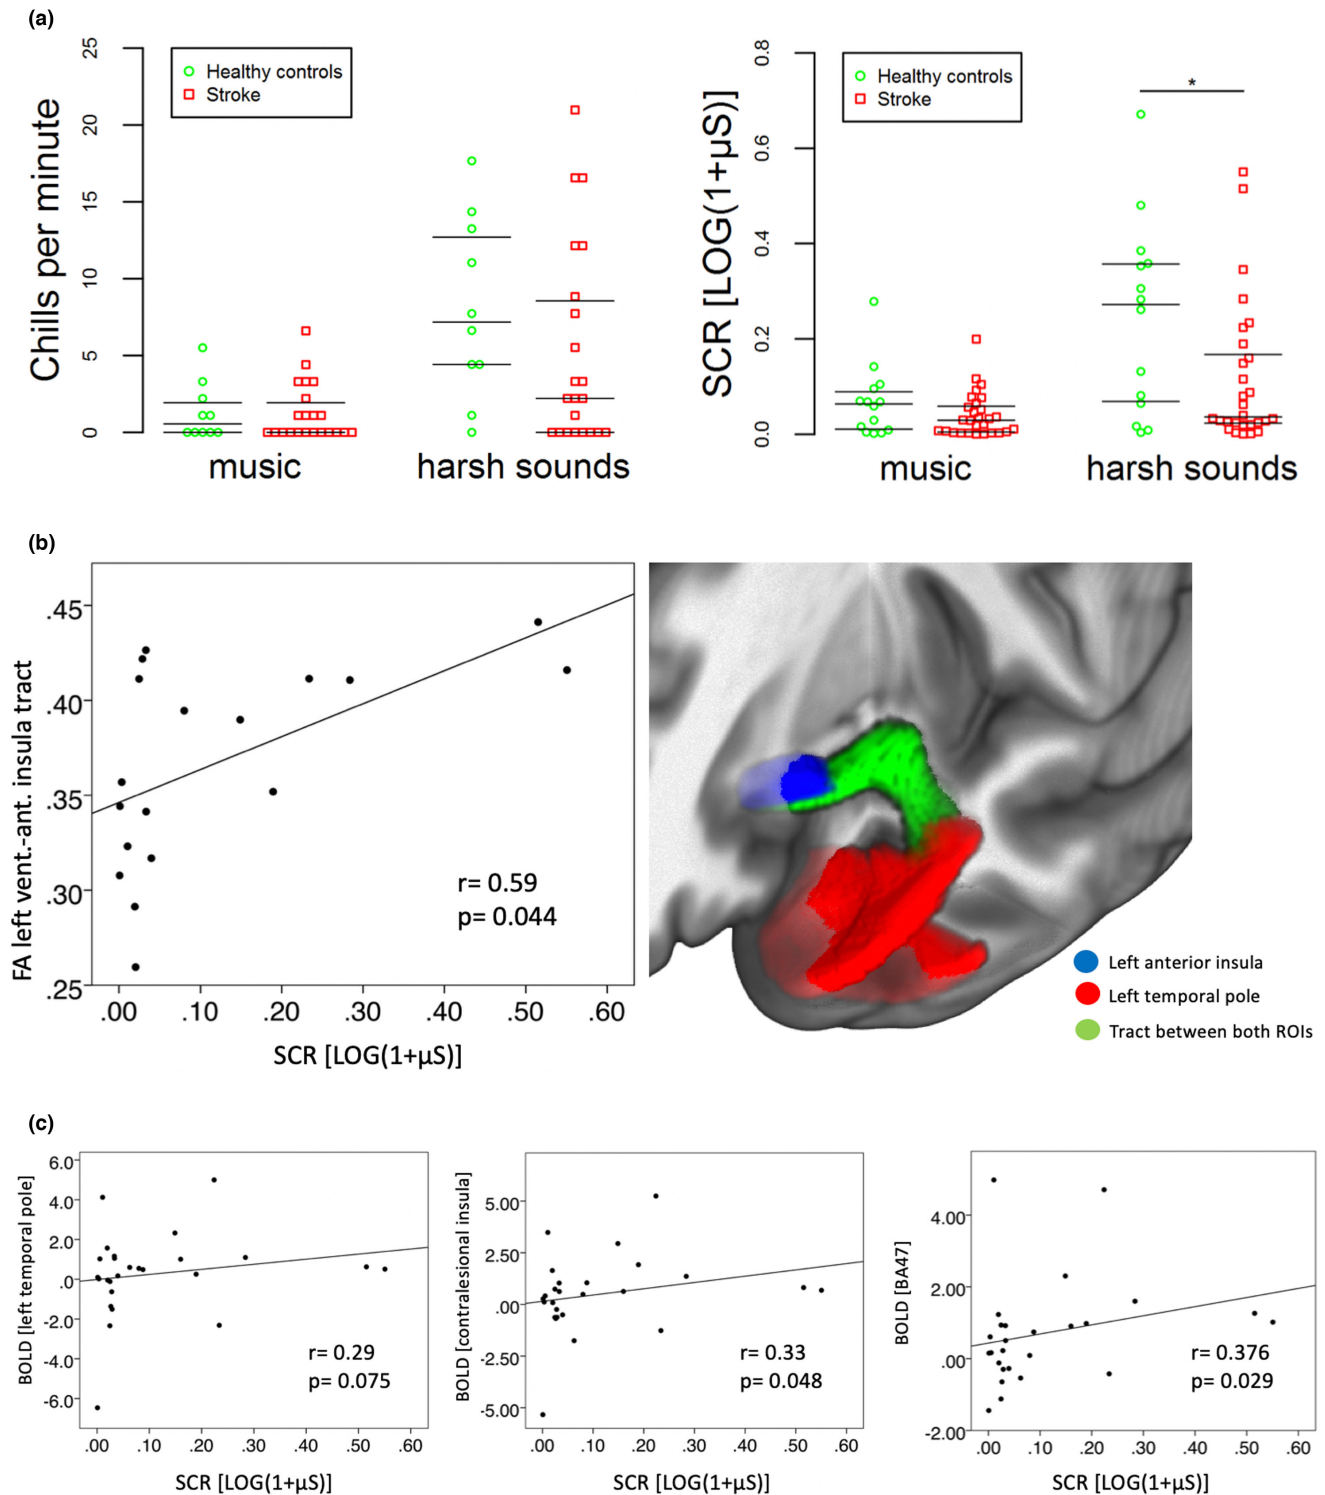 (a)
25
20
15
10
5
0
Chills per minute
Healthy controls
Stroke
music
harsh sounds
0.8
0.6
0.4
0.2
0.0
SCR [LOG(1+µS)]
Healthy controls
Stroke
*
music
harsh sounds
(b)
.45
.40
.35
.30
.25
FA left vent.-ant. insula tract
r= 0.59
p= 0.044
.00 .10 .20 .30 .40 .50 .60
SCR [LOG(1+µS)]
Left anterior insula
Left temporal pole
Tract between both ROIs
(c)
6.0
4.0
2.0
.0
-2.0
-4.0
-6.0
BOLD [left temporal pole]
r= 0.29
p= 0.075
.00 .10 .20 .30 .40 .50 .60
SCR [LOG(1+µS)]
5.00
2.50
.00
-2.50
-5.00
BOLD [contralesional insula]
r= 0.33
p= 0.048
.00 .10 .20 .30 .40 .50 .60
SCR [LOG(1+µS)]
4.00
2.00
.00
-2.00
BOLD [BA47]
r= 0.376
p= 0.029
.00 .10 .20 .30 .40 .50 .60
SCR [LOG(1+µS)]